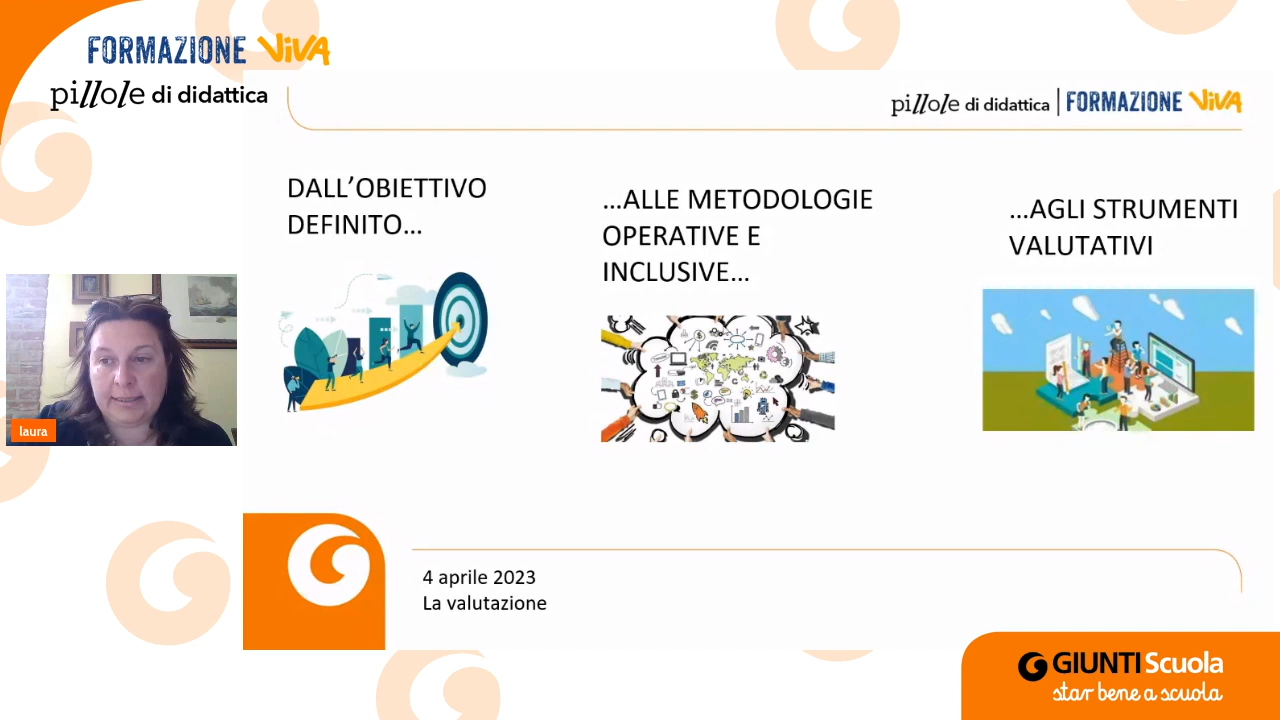 FORMAZIONE VIVA
pillole di didattica
pillole di didattica | FORMAZIONE VIVA
DALL’OBIETTIVO
DEFINITO...
...ALLE METODOLOGIE
OPERATIVE E
INCLUSIVE...
...AGLI STRUMENTI
VALUTATIVI
laura
4 aprile 2023
La valutazione
GIUNTI Scuola
star bene a scuola